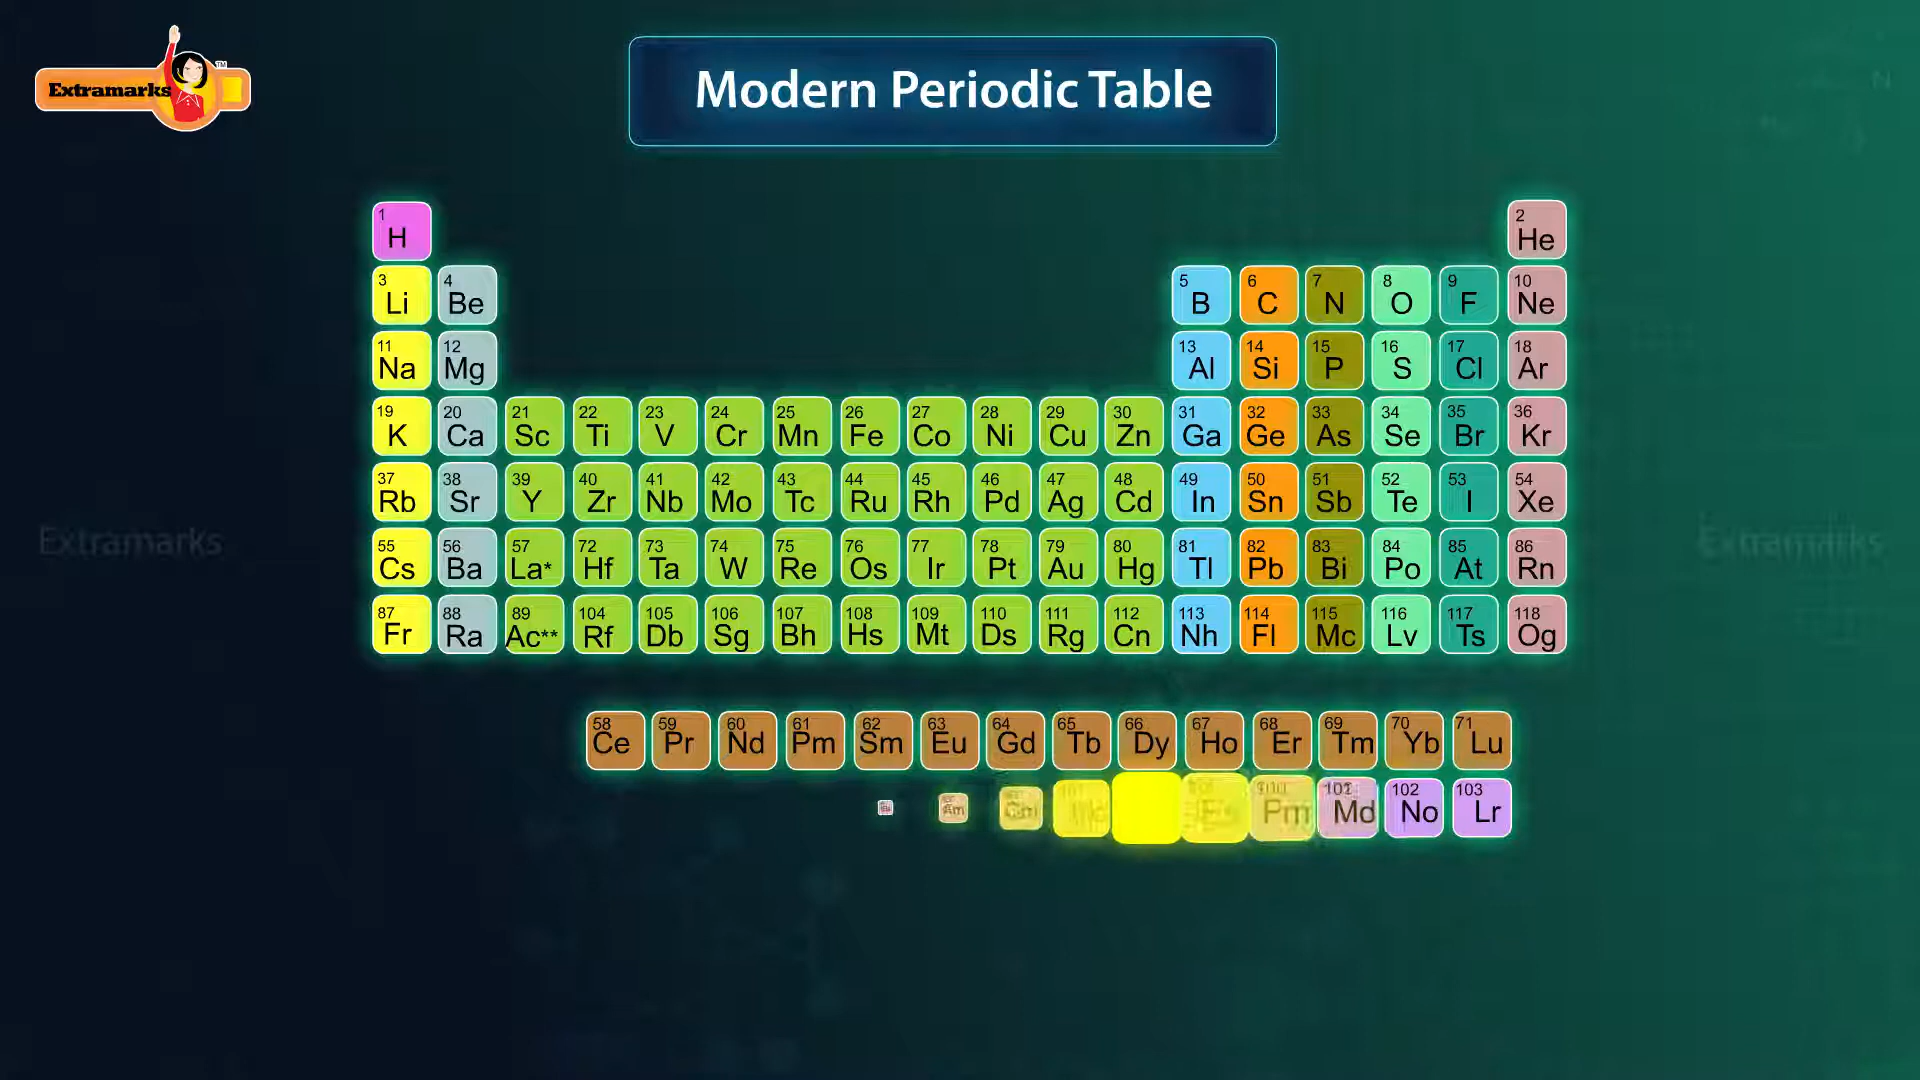 Extramarks
TM
Modern Periodic Table
1 H 2 He
3 Li 4 Be 5 B 6 C 7 N 8 O 9 F 10 Ne
11 Na 12 Mg 13 Al 14 Si 15 P 16 S 17 Cl 18 Ar
19 K 20 Ca 21 Sc 22 Ti 23 V 24 Cr 25 Mn 26 Fe 27 Co 28 Ni 29 Cu 30 Zn 31 Ga 32 Ge 33 As 34 Se 35 Br 36 Kr
37 Rb 38 Sr 39 Y 40 Zr 41 Nb 42 Mo 43 Tc 44 Ru 45 Rh 46 Pd 47 Ag 48 Cd 49 In 50 Sn 51 Sb 52 Te 53 I 54 Xe
Extramarks Extramarks
55 Cs 56 Ba 57 La* 72 Hf 73 Ta 74 W 75 Re 76 Os 77 Ir 78 Pt 79 Au 80 Hg 81 Tl 82 Pb 83 Bi 84 Po 85 At 86 Rn
87 Fr 88 Ra 89 Ac** 104 Rf 105 Db 106 Sg 107 Bh 108 Hs 109 Mt 110 Ds 111 Rg 112 Cn 113 Nh 114 Fl 115 Mc 116 Lv 117 Ts 118 Og
58 Ce 59 Pr 60 Nd 61 Pm 62 Sm 63 Eu 64 Gd 65 Tb 66 Dy 67 Ho 68 Er 69 Tm 70 Yb 71 Lu
Am Md 102 No 103 Lr